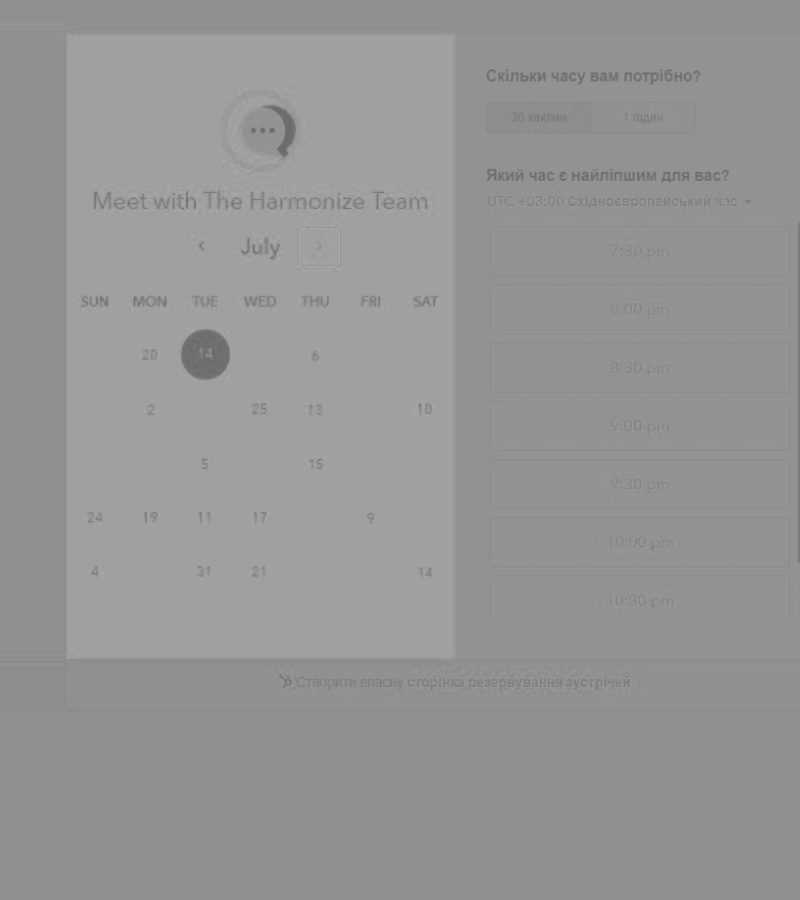 Meet with The Harmonize Team
July
SUN MON TUE WED THU FRI SAT
20 14 6
2 25 13 10
5 15
24 19 11 17 9
4 31 21 14
Скільки часу вам потрібно?
30 хвилин 1 годин
Який час є найліпшим для вас?
UTC +03:00 Східноєвропейський час
7:30 pm
8:00 pm
8:30 pm
9:00 pm
9:30 pm
10:00 pm
10:30 pm
Створити власну сторінка резервування зустрічей